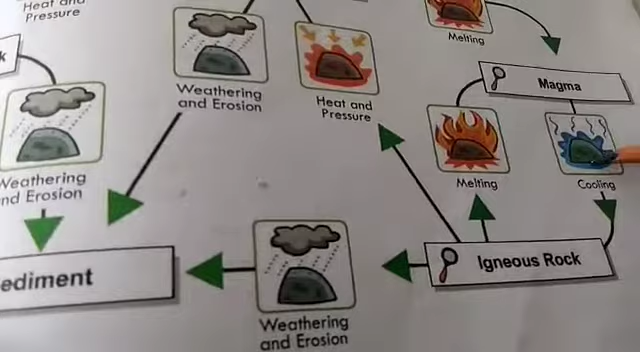 Heat and
Pressure
Melting
k
Weathering
and Erosion
Heat and
Pressure
Magma
Weathering
nd Erosion
Melting
Cooling
ediment
Igneous Rock
Weathering
and Erosion